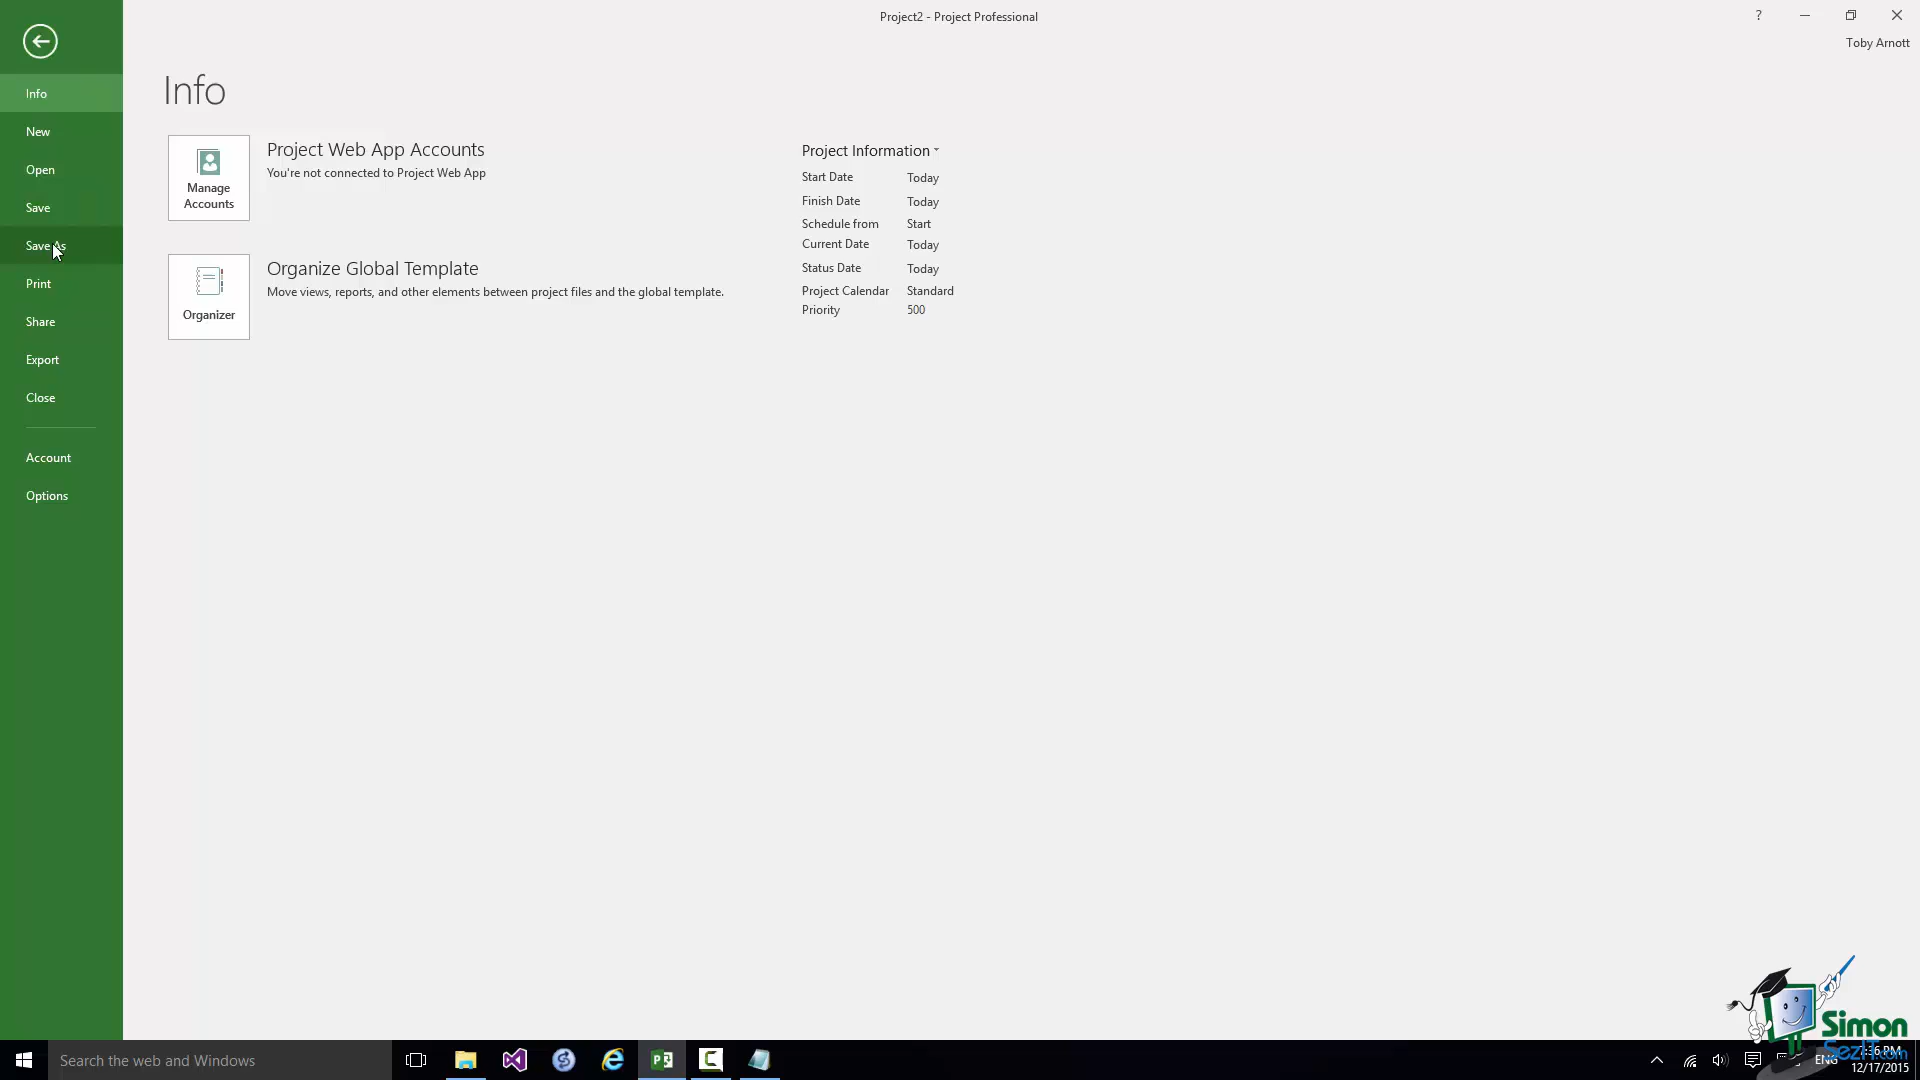 Project2 - Project Professional
?
Toby Arnott
Info
New
Open
Save
Save As
Print
Share
Export
Close
Account
Options
Info
Manage
Accounts
Project Web App Accounts
You're not connected to Project Web App
Organizer
Organize Global Template
Move views, reports, and other elements between project files and the global template.
Project Information
Start Date Today
Finish Date Today
Schedule from Start
Current Date Today
Status Date Today
Project Calendar Standard
Priority 500
Simon
SezIT.com
Search the web and Windows
ENG
12/17/2015